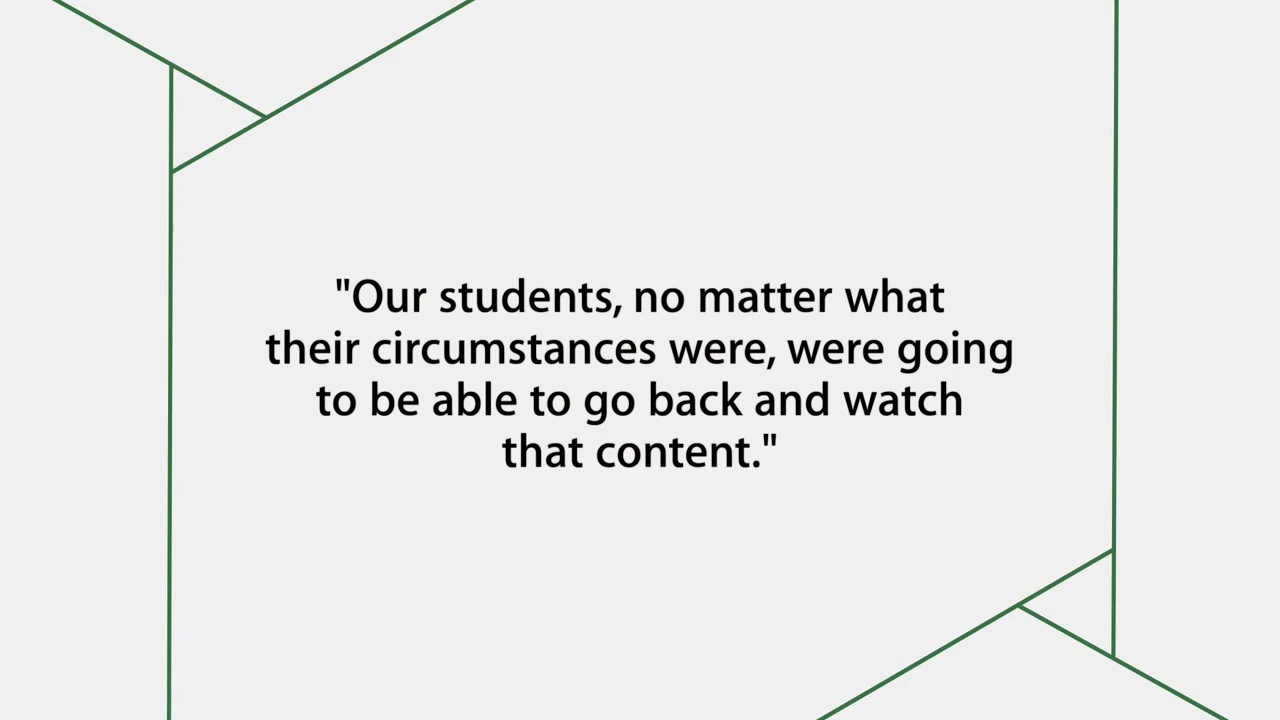 "Our students, no matter what
their circumstances were, were going
to be able to go back and watch
that content."